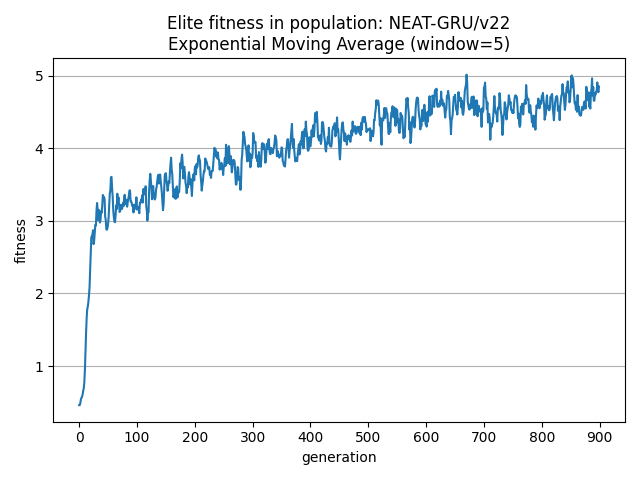 Elite fitness in population: NEAT-GRU/v22
Exponential Moving Average (window=5)
5
4
3
2
1
fitness
0 100 200 300 400 500 600 700 800 900
generation